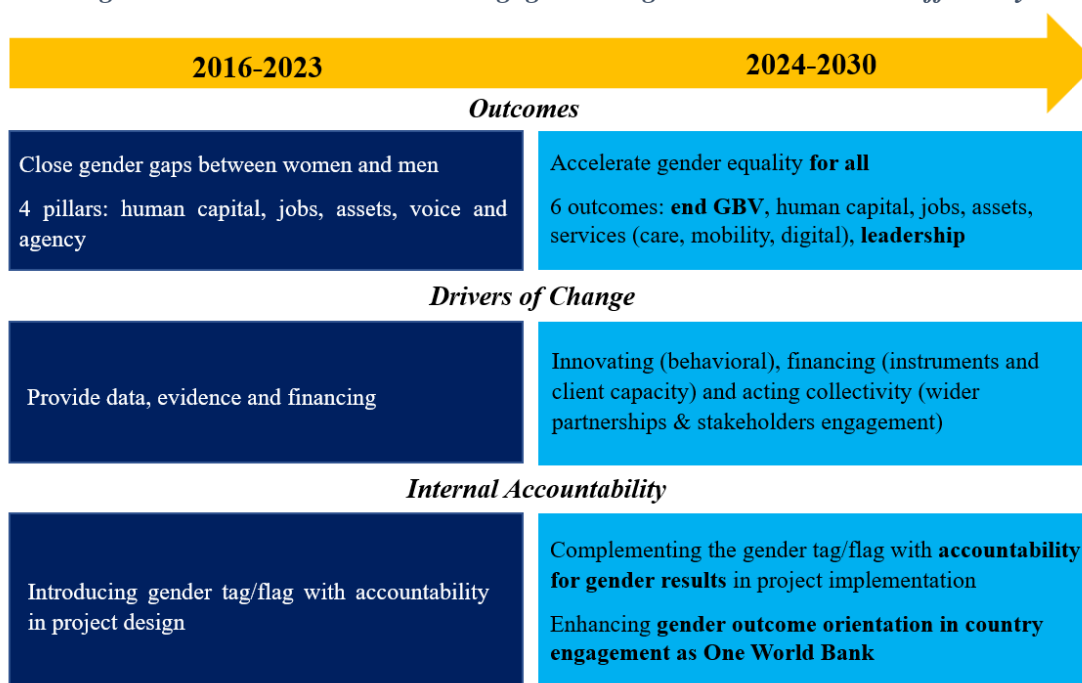 2016-2023
2024-2030
Outcomes
Close gender gaps between women and men
4 pillars: human capital, jobs, assets, voice and
agency
Accelerate gender equality for all
6 outcomes: end GBV, human capital, jobs, assets,
services (care, mobility, digital), leadership
Drivers of Change
Provide data, evidence and financing
Innovating (behavioral), financing (instruments and
client capacity) and acting collectivity (wider
partnerships & stakeholders engagement)
Internal Accountability
Introducing gender tag/flag with accountability
in project design
Complementing the gender tag/flag with accountability
for gender results in project implementation
Enhancing gender outcome orientation in country
engagement as One World Bank